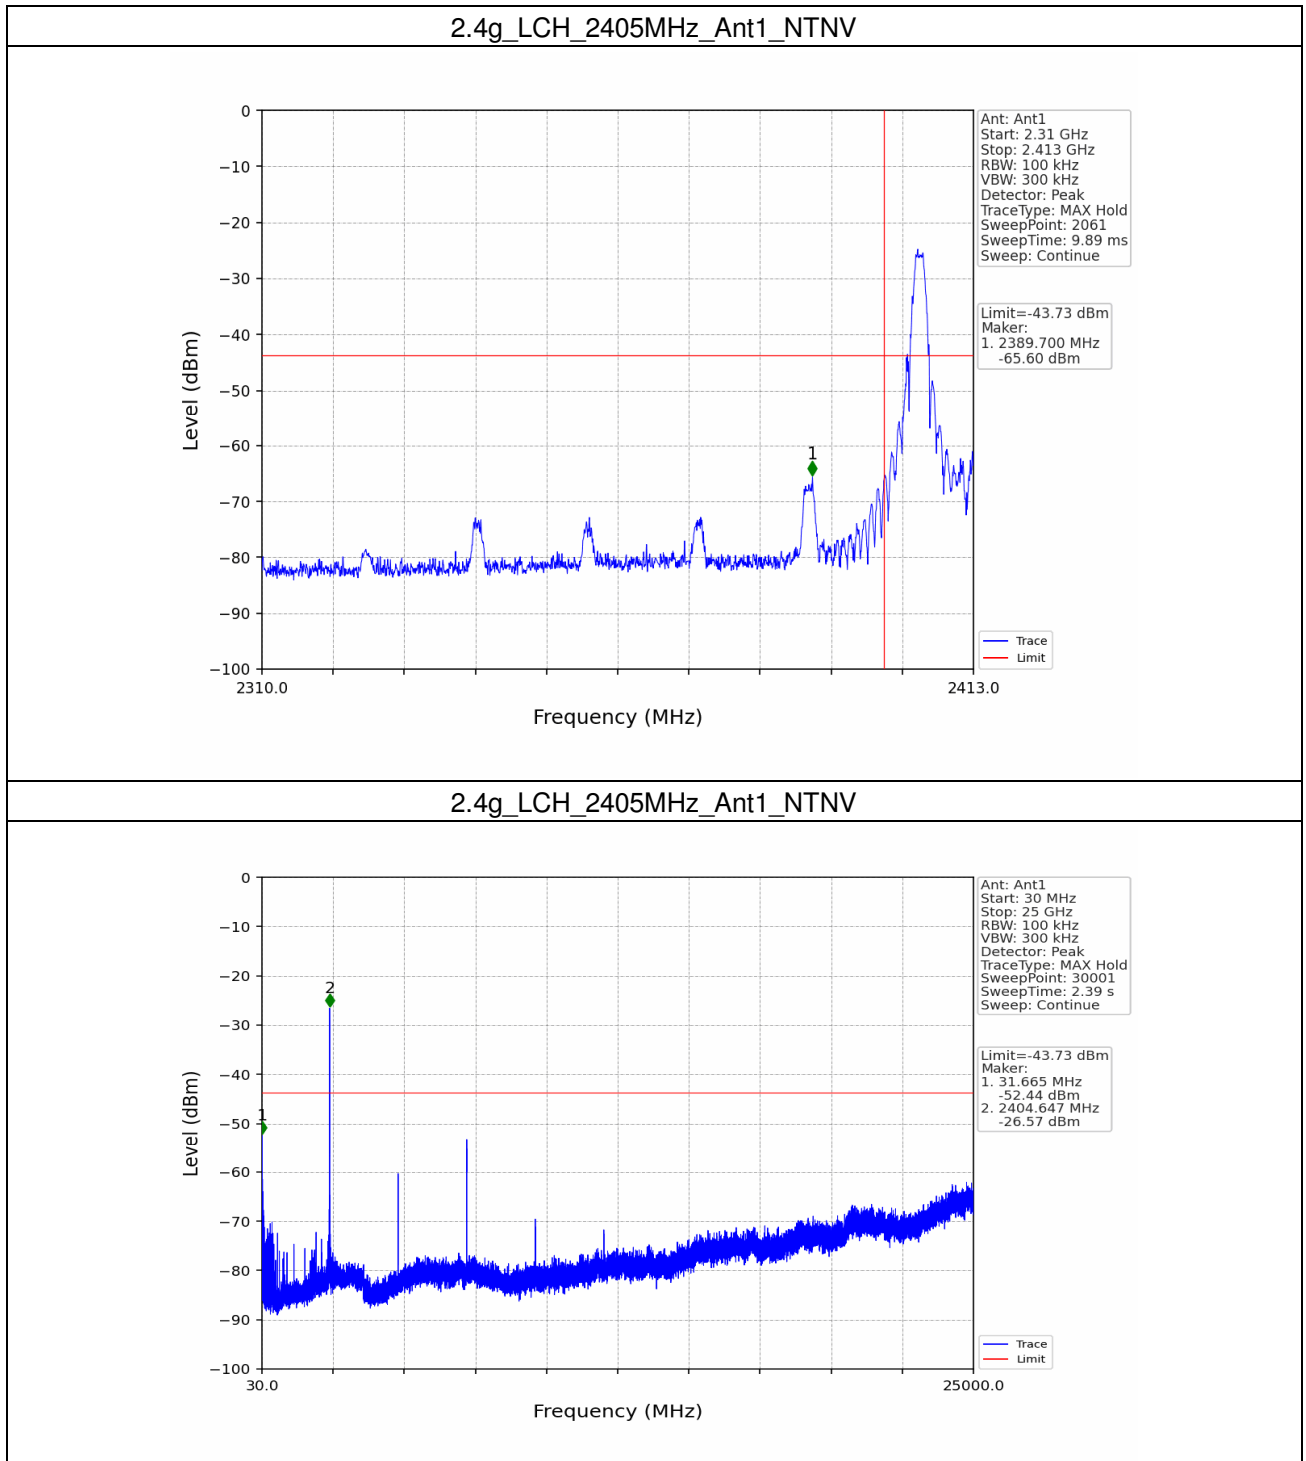 2.4g_LCH_2405MHz_Ant1_NTNV
0
−10
−20
−30
−40
−50
−60
−70
−80
−90
−100
Level (dBm)
1
2310.0
2413.0
Frequency (MHz)
Ant: Ant1
Start: 2.31 GHz
Stop: 2.413 GHz
RBW: 100 kHz
VBW: 300 kHz
Detector: Peak
TraceType: MAX Hold
SweepPoint: 2061
SweepTime: 9.89 ms
Sweep: Continue
Limit=-43.73 dBm
Maker:
1. 2389.700 MHz
-65.60 dBm
Trace
Limit
2.4g_LCH_2405MHz_Ant1_NTNV
0
−10
−20
−30
−40
−50
−60
−70
−80
−90
−100
Level (dBm)
1
2
30.0
25000.0
Frequency (MHz)
Ant: Ant1
Start: 30 MHz
Stop: 25 GHz
RBW: 100 kHz
VBW: 300 kHz
Detector: Peak
TraceType: MAX Hold
SweepPoint: 30001
SweepTime: 2.39 s
Sweep: Continue
Limit=-43.73 dBm
Maker:
1. 31.665 MHz
-52.44 dBm
2. 2404.647 MHz
-26.57 dBm
Trace
Limit